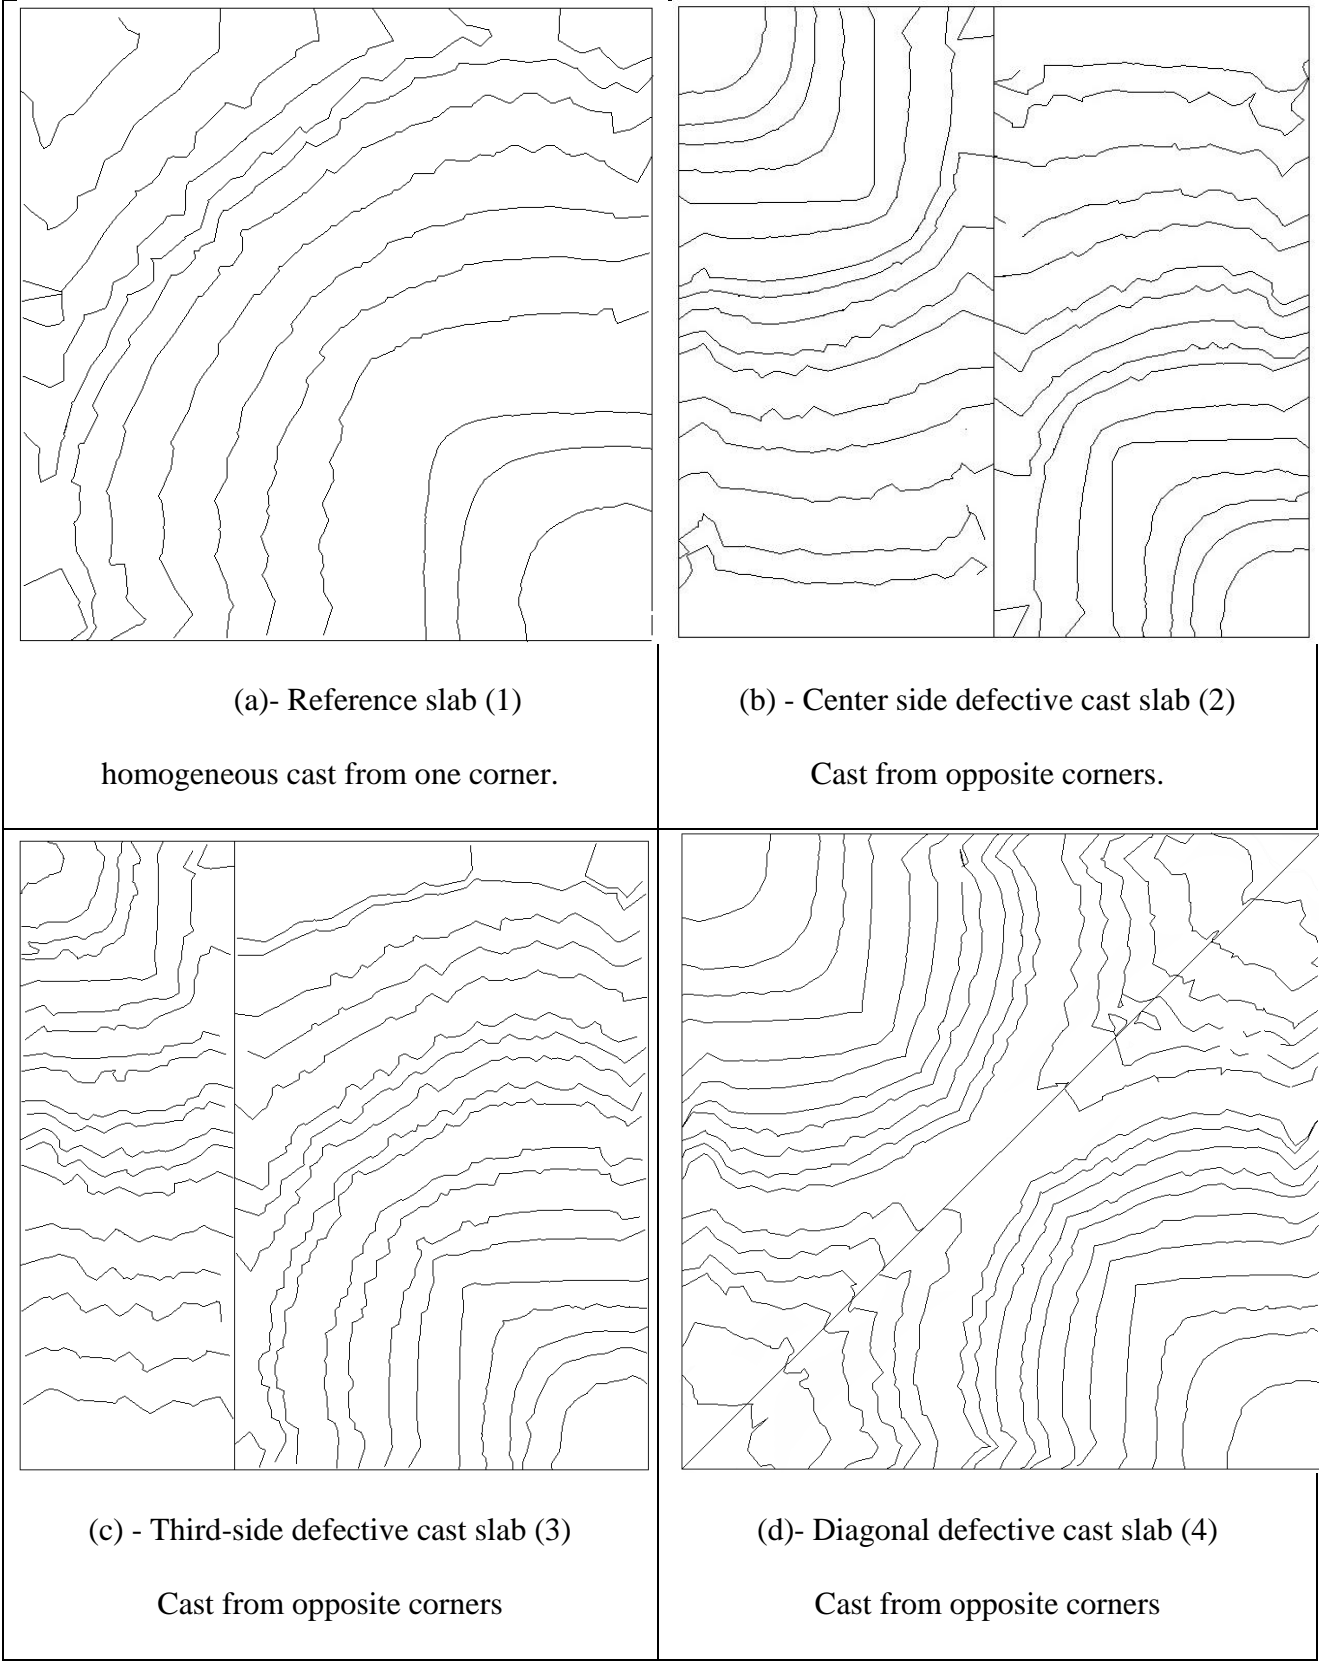 (a)- Reference slab (1)
homogeneous cast from one corner.
(b) - Center side defective cast slab (2)
Cast from opposite corners.
(c) - Third-side defective cast slab (3)
Cast from opposite corners
(d)- Diagonal defective cast slab (4)
Cast from opposite corners